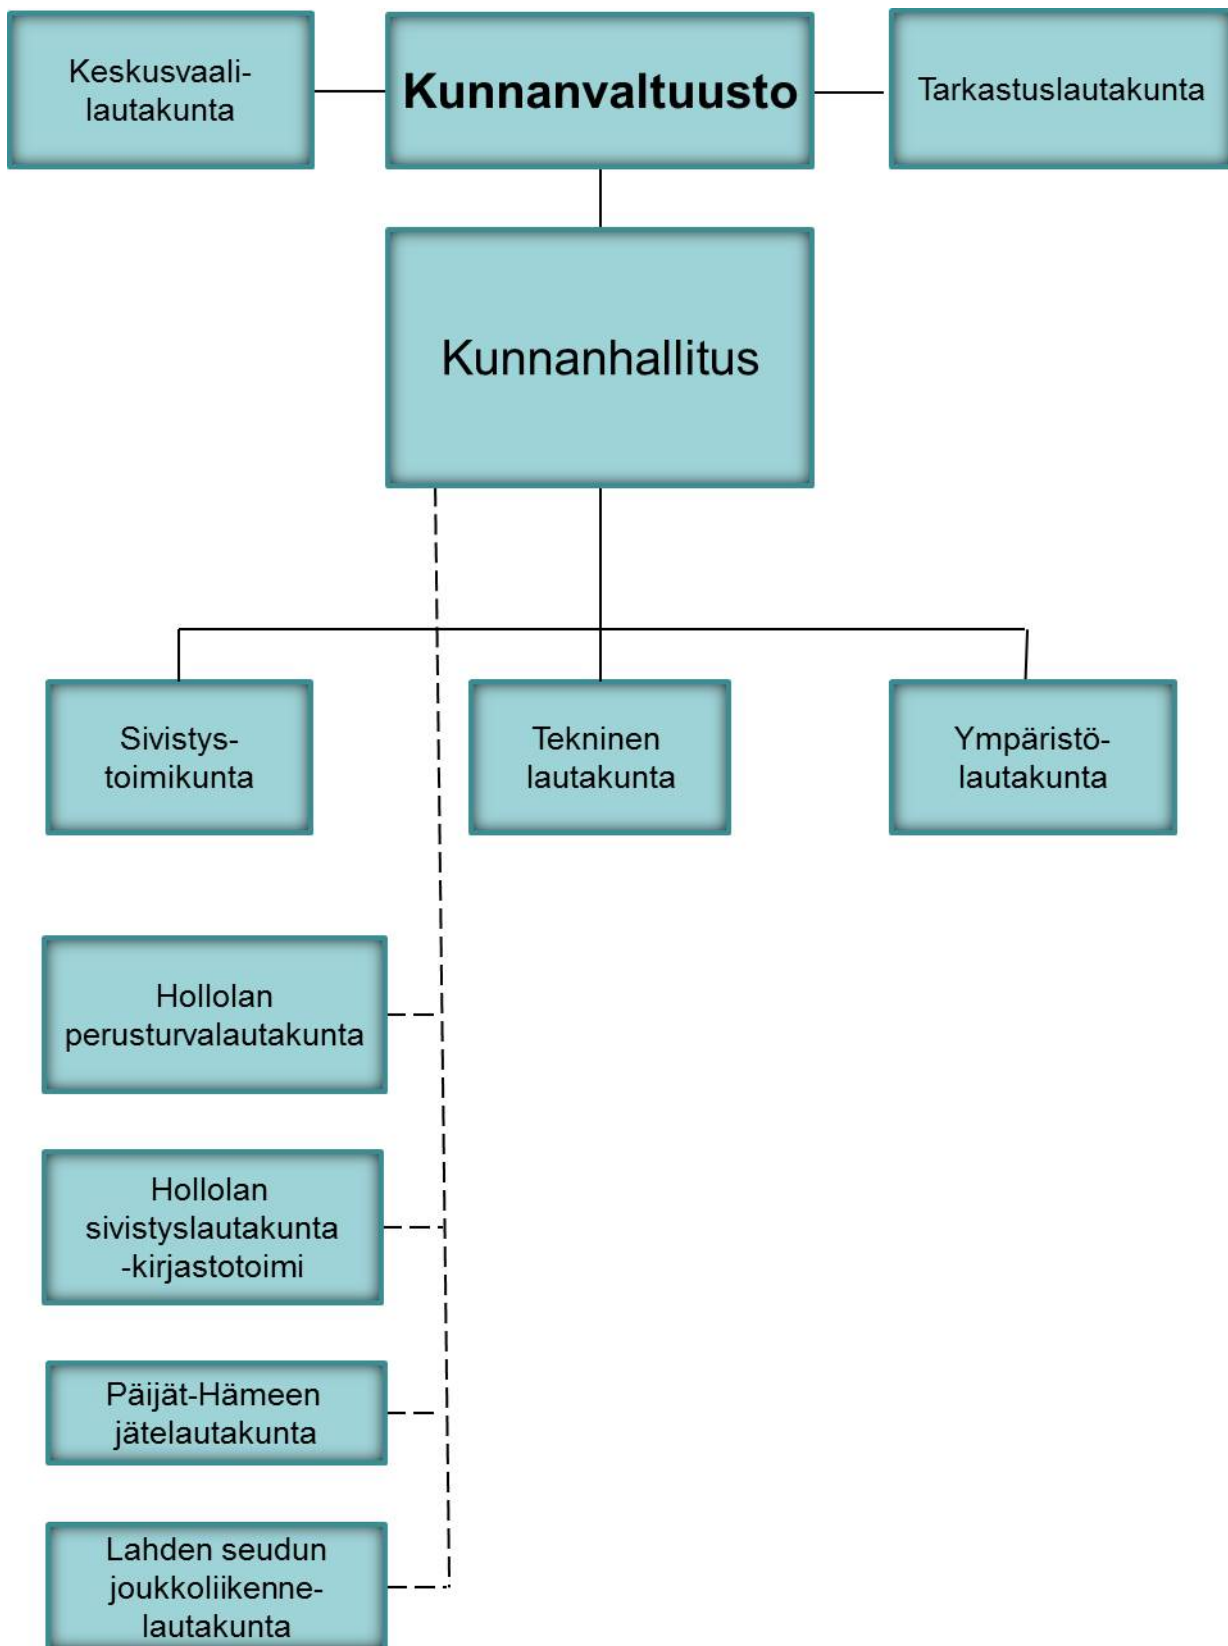 Keskusvaali-
lautakunta
Kunnanvaltuusto
Tarkastuslautakunta
Kunnanhallitus
Sivistys-
toimikunta
Tekninen
lautakunta
Ympäristö-
lautakunta
Hollolan
perusturvalautakunta
Hollolan
sivistyslautakunta
-kirjastotoimi
Päijät-Hämeen
jätelautakunta
Lahden seudun
joukkoliikenne-
lautakunta